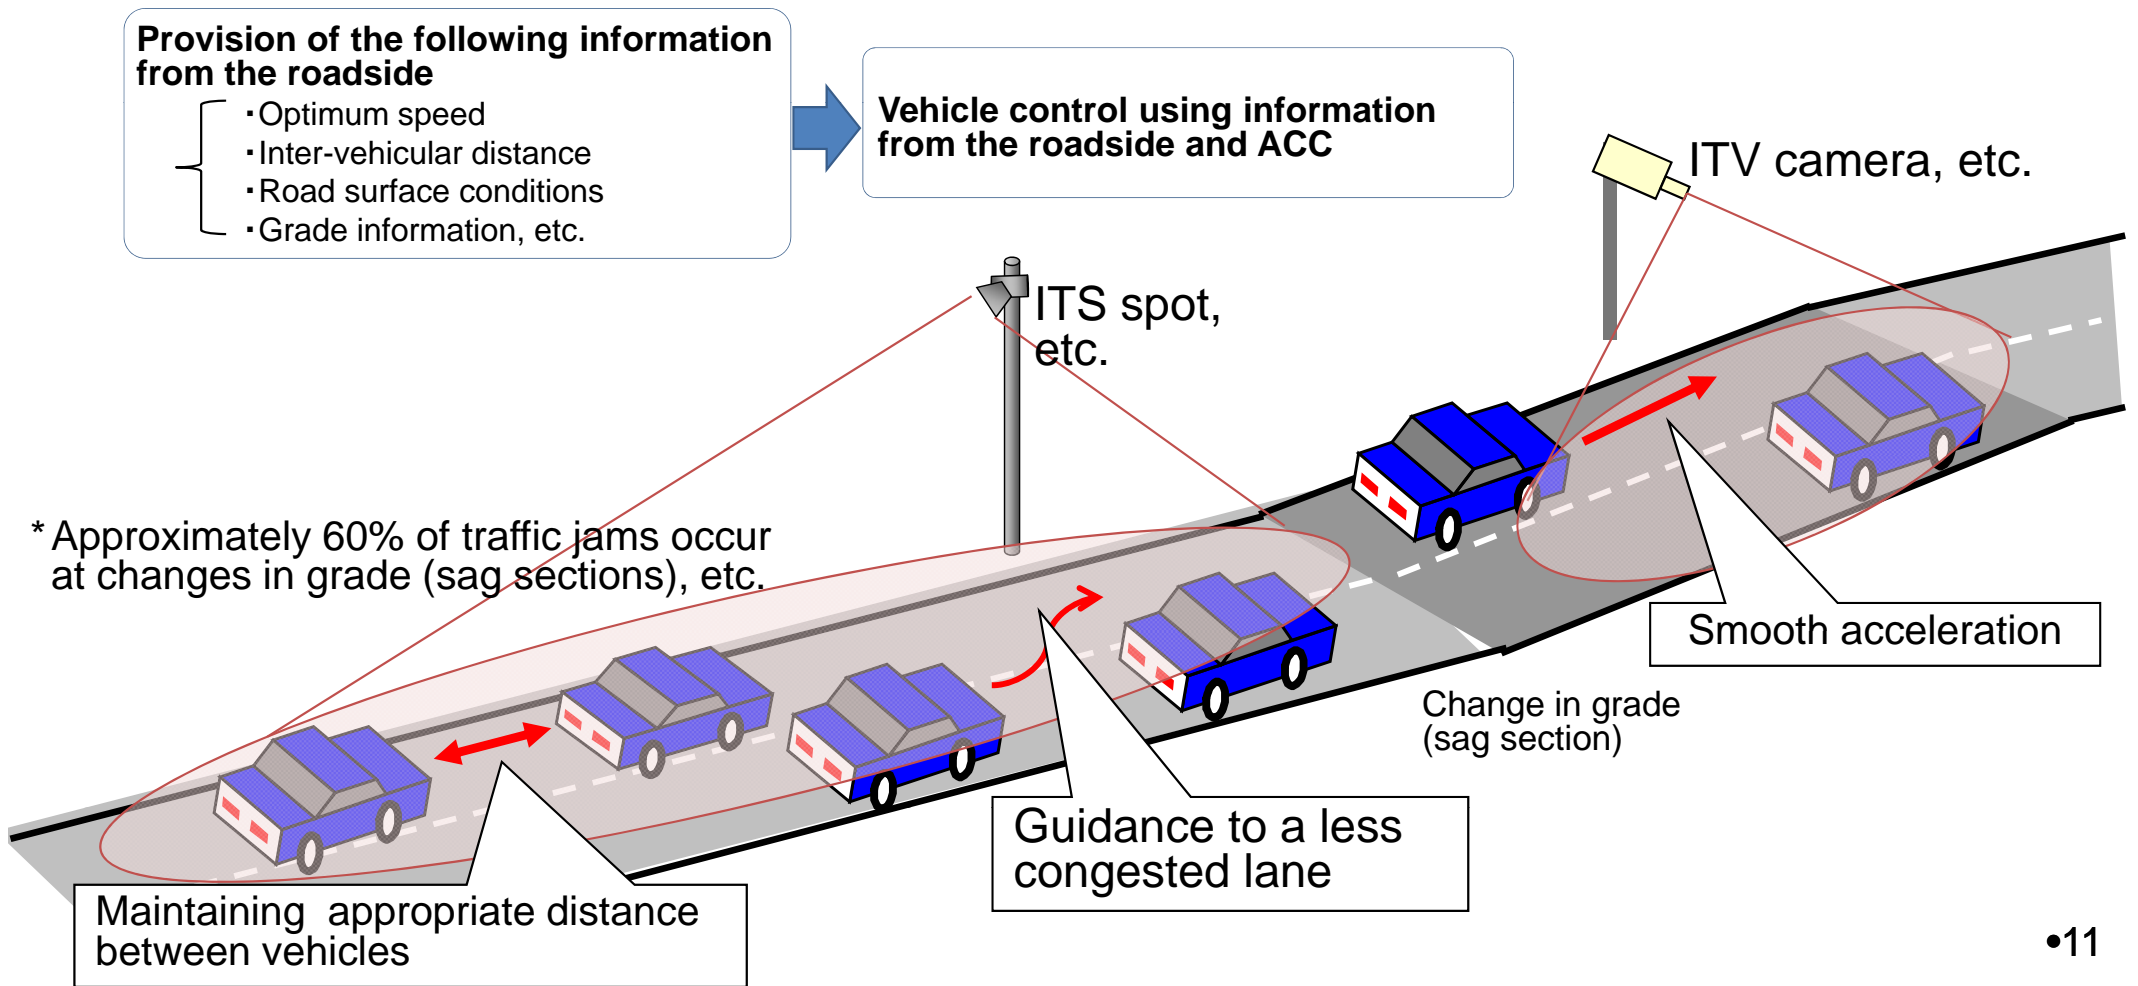 Provision of the following information
from the roadside
・Optimum speed
・Inter-vehicular distance
・Road surface conditions
・Grade information, etc.
Vehicle control using information
from the roadside and ACC
ITV camera, etc.
ITS spot,
etc.
* Approximately 60% of traffic jams occur
at changes in grade (sag sections), etc.
Smooth acceleration
Change in grade
(sag section)
Guidance to a less
congested lane
Maintaining  appropriate distance
between vehicles
•11